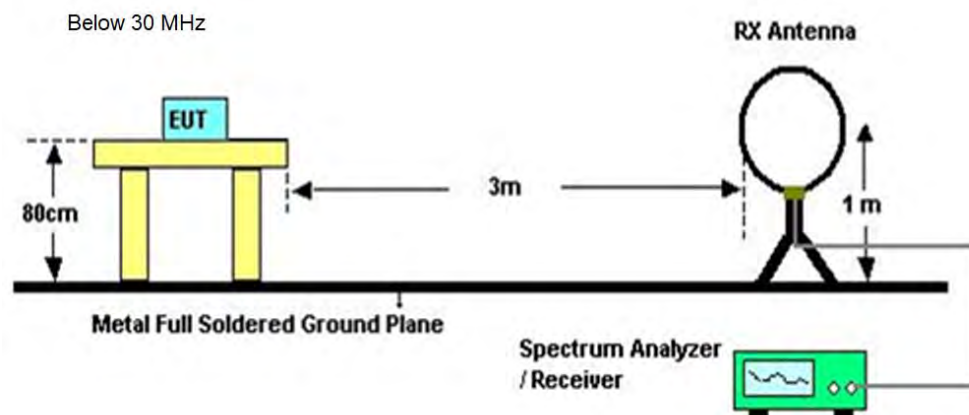 Below 30 MHz
RX Antenna
EUT
80cm
3m
1 m
Metal Full Soldered Ground Plane
Spectrum Analyzer
/ Receiver